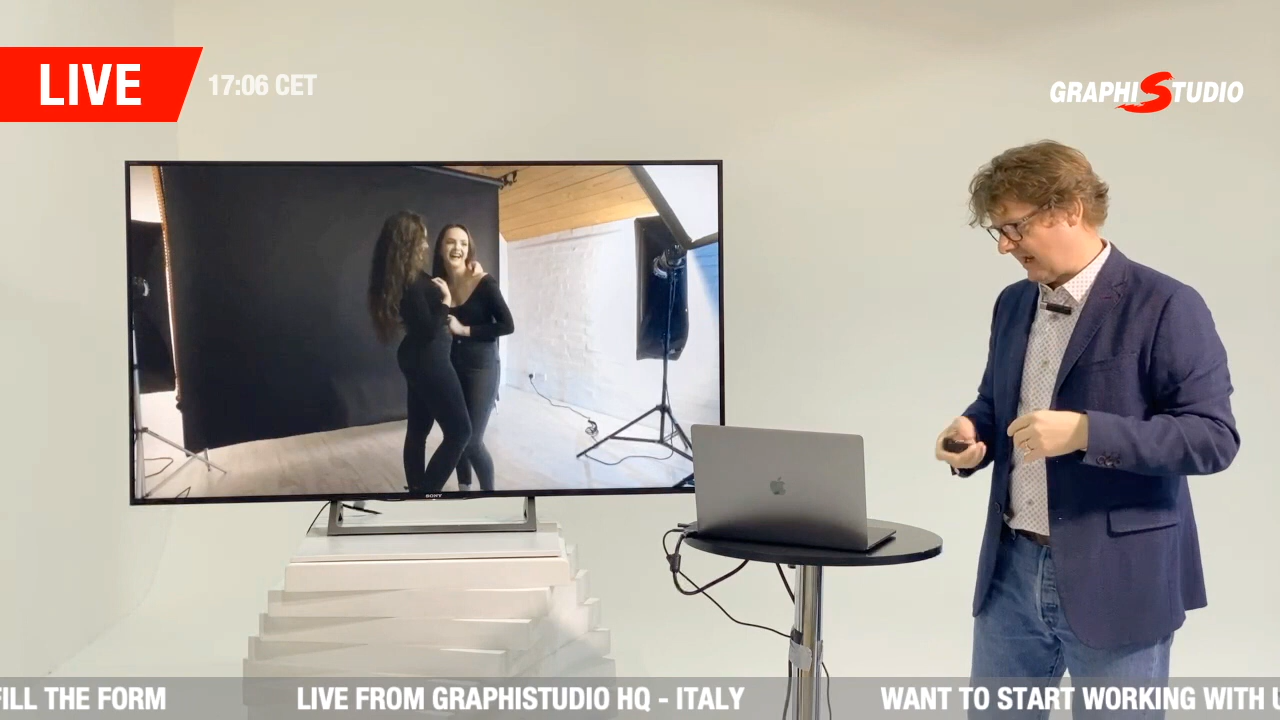 LIVE
17:06 CET
GRAPHISTUDIO
SONY
FILL THE FORM
LIVE FROM GRAPHISTUDIO HQ - ITALY
WANT TO START WORKING WITH